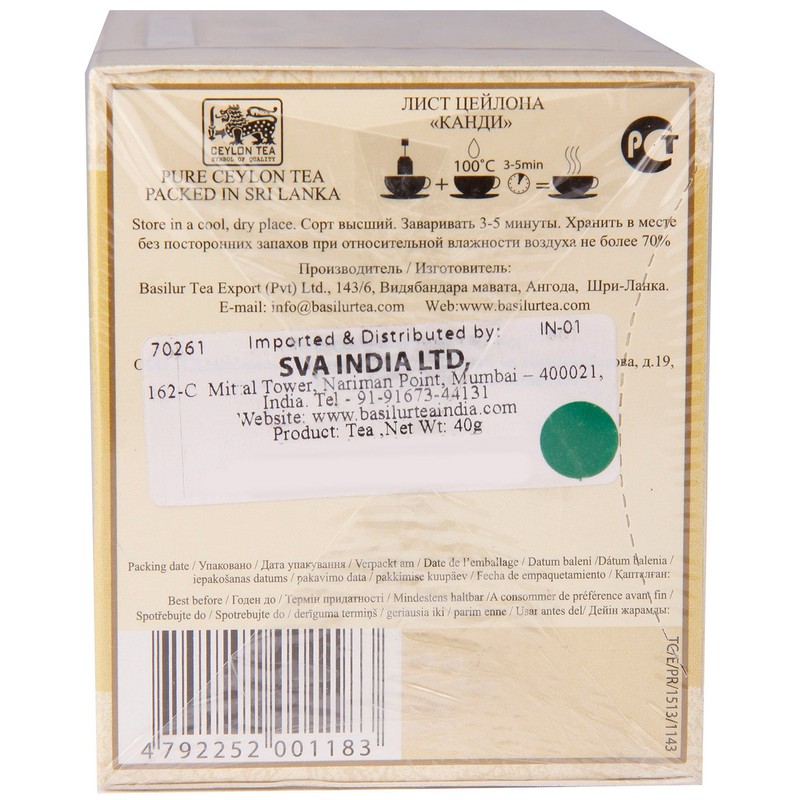 CEYLON TEA
SYMBOL OF QUALITY
PURE CEYLON TEA
PACKED IN SRI LANKA
ЛИСТ ЦЕЙЛОНА
«КАНДИ»
100°C 3-5min
+ =
РСТ
Store in a cool, dry place. Сорт высший. Заваривать 3-5 минуты. Хранить в месте
без посторонних запахов при относительной влажности воздуха не более 70%
Производитель / Изготовитель:
Basilur Tea Export (Pvt) Ltd., 143/6, Видябандара мавата, Ангода, Шри-Ланка.
E-mail: info@basilurtea.com Web:www.basilurtea.com
70261 Imported & Distributed by: IN-01
SVA INDIA LTD,
д.19,
162-C Mittal Tower, Nariman Point, Mumbai – 400021,
India. Tel - 91-91673-44131
Website: www.basilurteaindia.com
Product: Tea ,Net Wt: 40g
Packing date / Упаковано / Дата упакування / Verpackt am / Date de l'emballage / Datum balení /Dátum balenia /
iepakošanas datums / pakavimo data / pakkimise kuupäev / Fecha de empaquetamiento / Қапталған:
Best before / Годен до / Термін придатності / Mindestens haltbar /A consommer de préférence avant fin /
Spotřebujte do / Spotrebujte do / derīguma termiņš / geriausia iki / parim enne / Usar antes del/ Дейін жарамды:
TG/E/PR/1513/1143
4 792252 001183